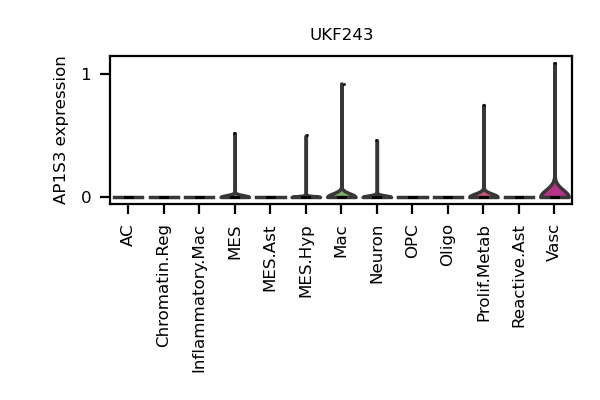 UKF243
AP1S3 expression
1
0
AC
Chromatin.Reg
Inflammatory.Mac
MES
MES.Ast
MES.Hyp
Mac
Neuron
OPC
Oligo
Prolif.Metab
Reactive.Ast
Vasc